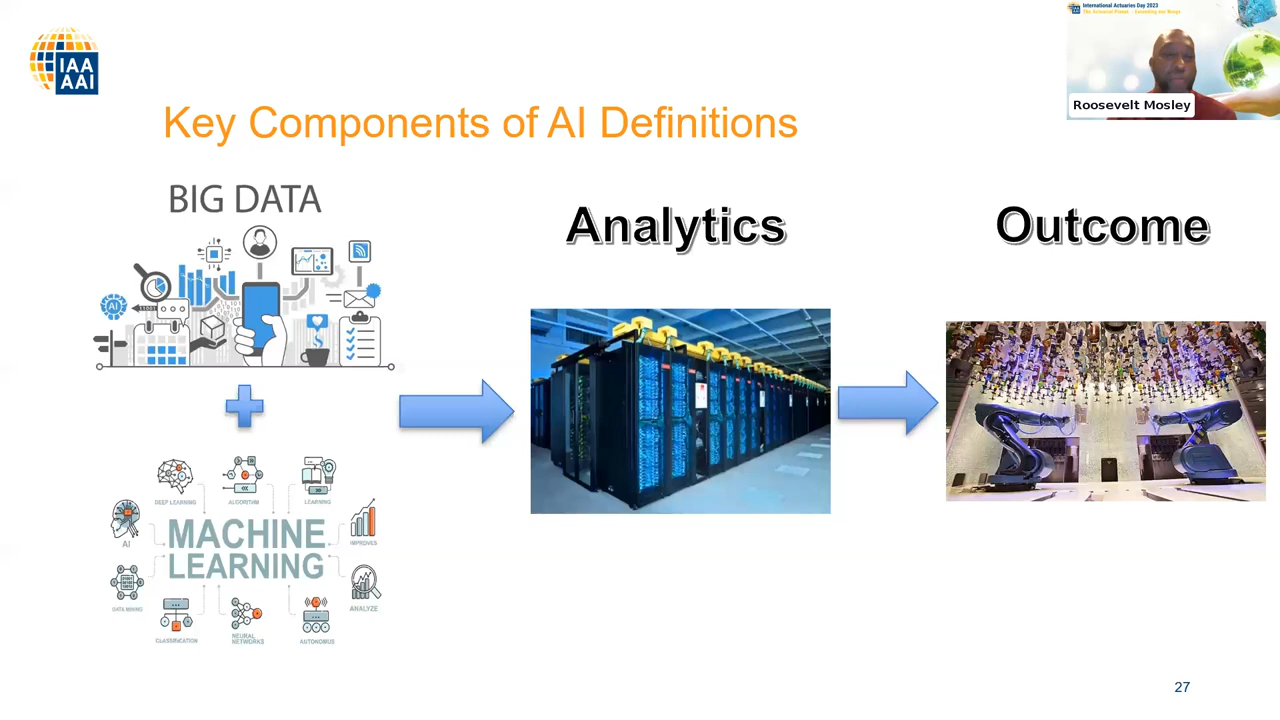 International Actuaries Day 2023
Roosevelt Mosley
IAA
AAI
Key Components of AI Definitions
BIG DATA
AI
Analytics
Outcome
DEEP LEARNING
ALGORITHM
LEARNING
AI
MACHINE
LEARNING
IMPROVES
DATA MINING
ANALYZE
CLASSIFICATION
NEURAL
NETWORKS
AUTONOMUS
27